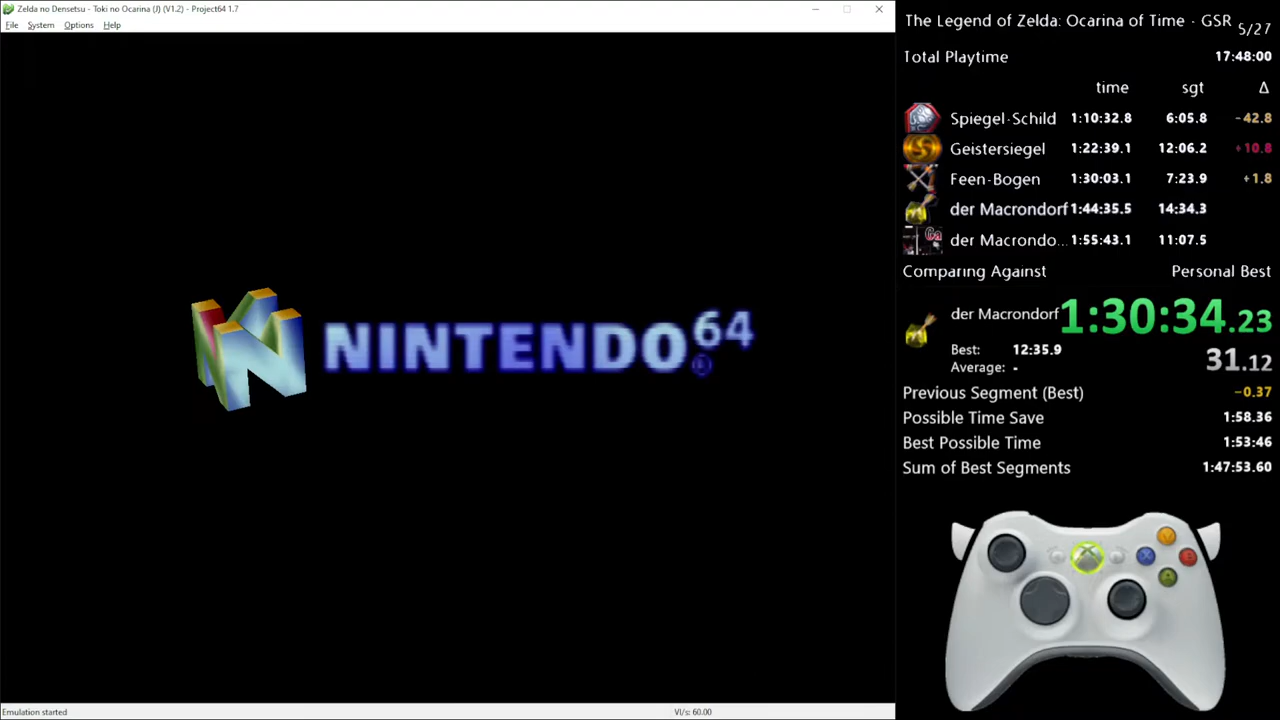 Zelda no Densetsu - Toki no Ocarina (J) (V1.2) - Project64 1.7
File System Options Help
NINTENDO 64
Emulation started
VI/s: 60.00
The Legend of Zelda: Ocarina of Time - GSR 5/27
Total Playtime 17:48:00
time sgt Δ
Spiegel-Schild 1:10:32.8 6:05.8 -42.8
Geistersiegel 1:22:39.1 12:06.2 +10.8
Feen-Bogen 1:30:03.1 7:23.9 +1.8
der Macrondorf 1:44:35.5 14:34.3
der Macrondo... 1:55:43.1 11:07.5
Comparing Against Personal Best
der Macrondorf 1:30:34.23
Best: 12:35.9 31.12
Average: -
Previous Segment (Best) -0.37
Possible Time Save 1:58.36
Best Possible Time 1:53:46
Sum of Best Segments 1:47:53.60
Y
X B
A